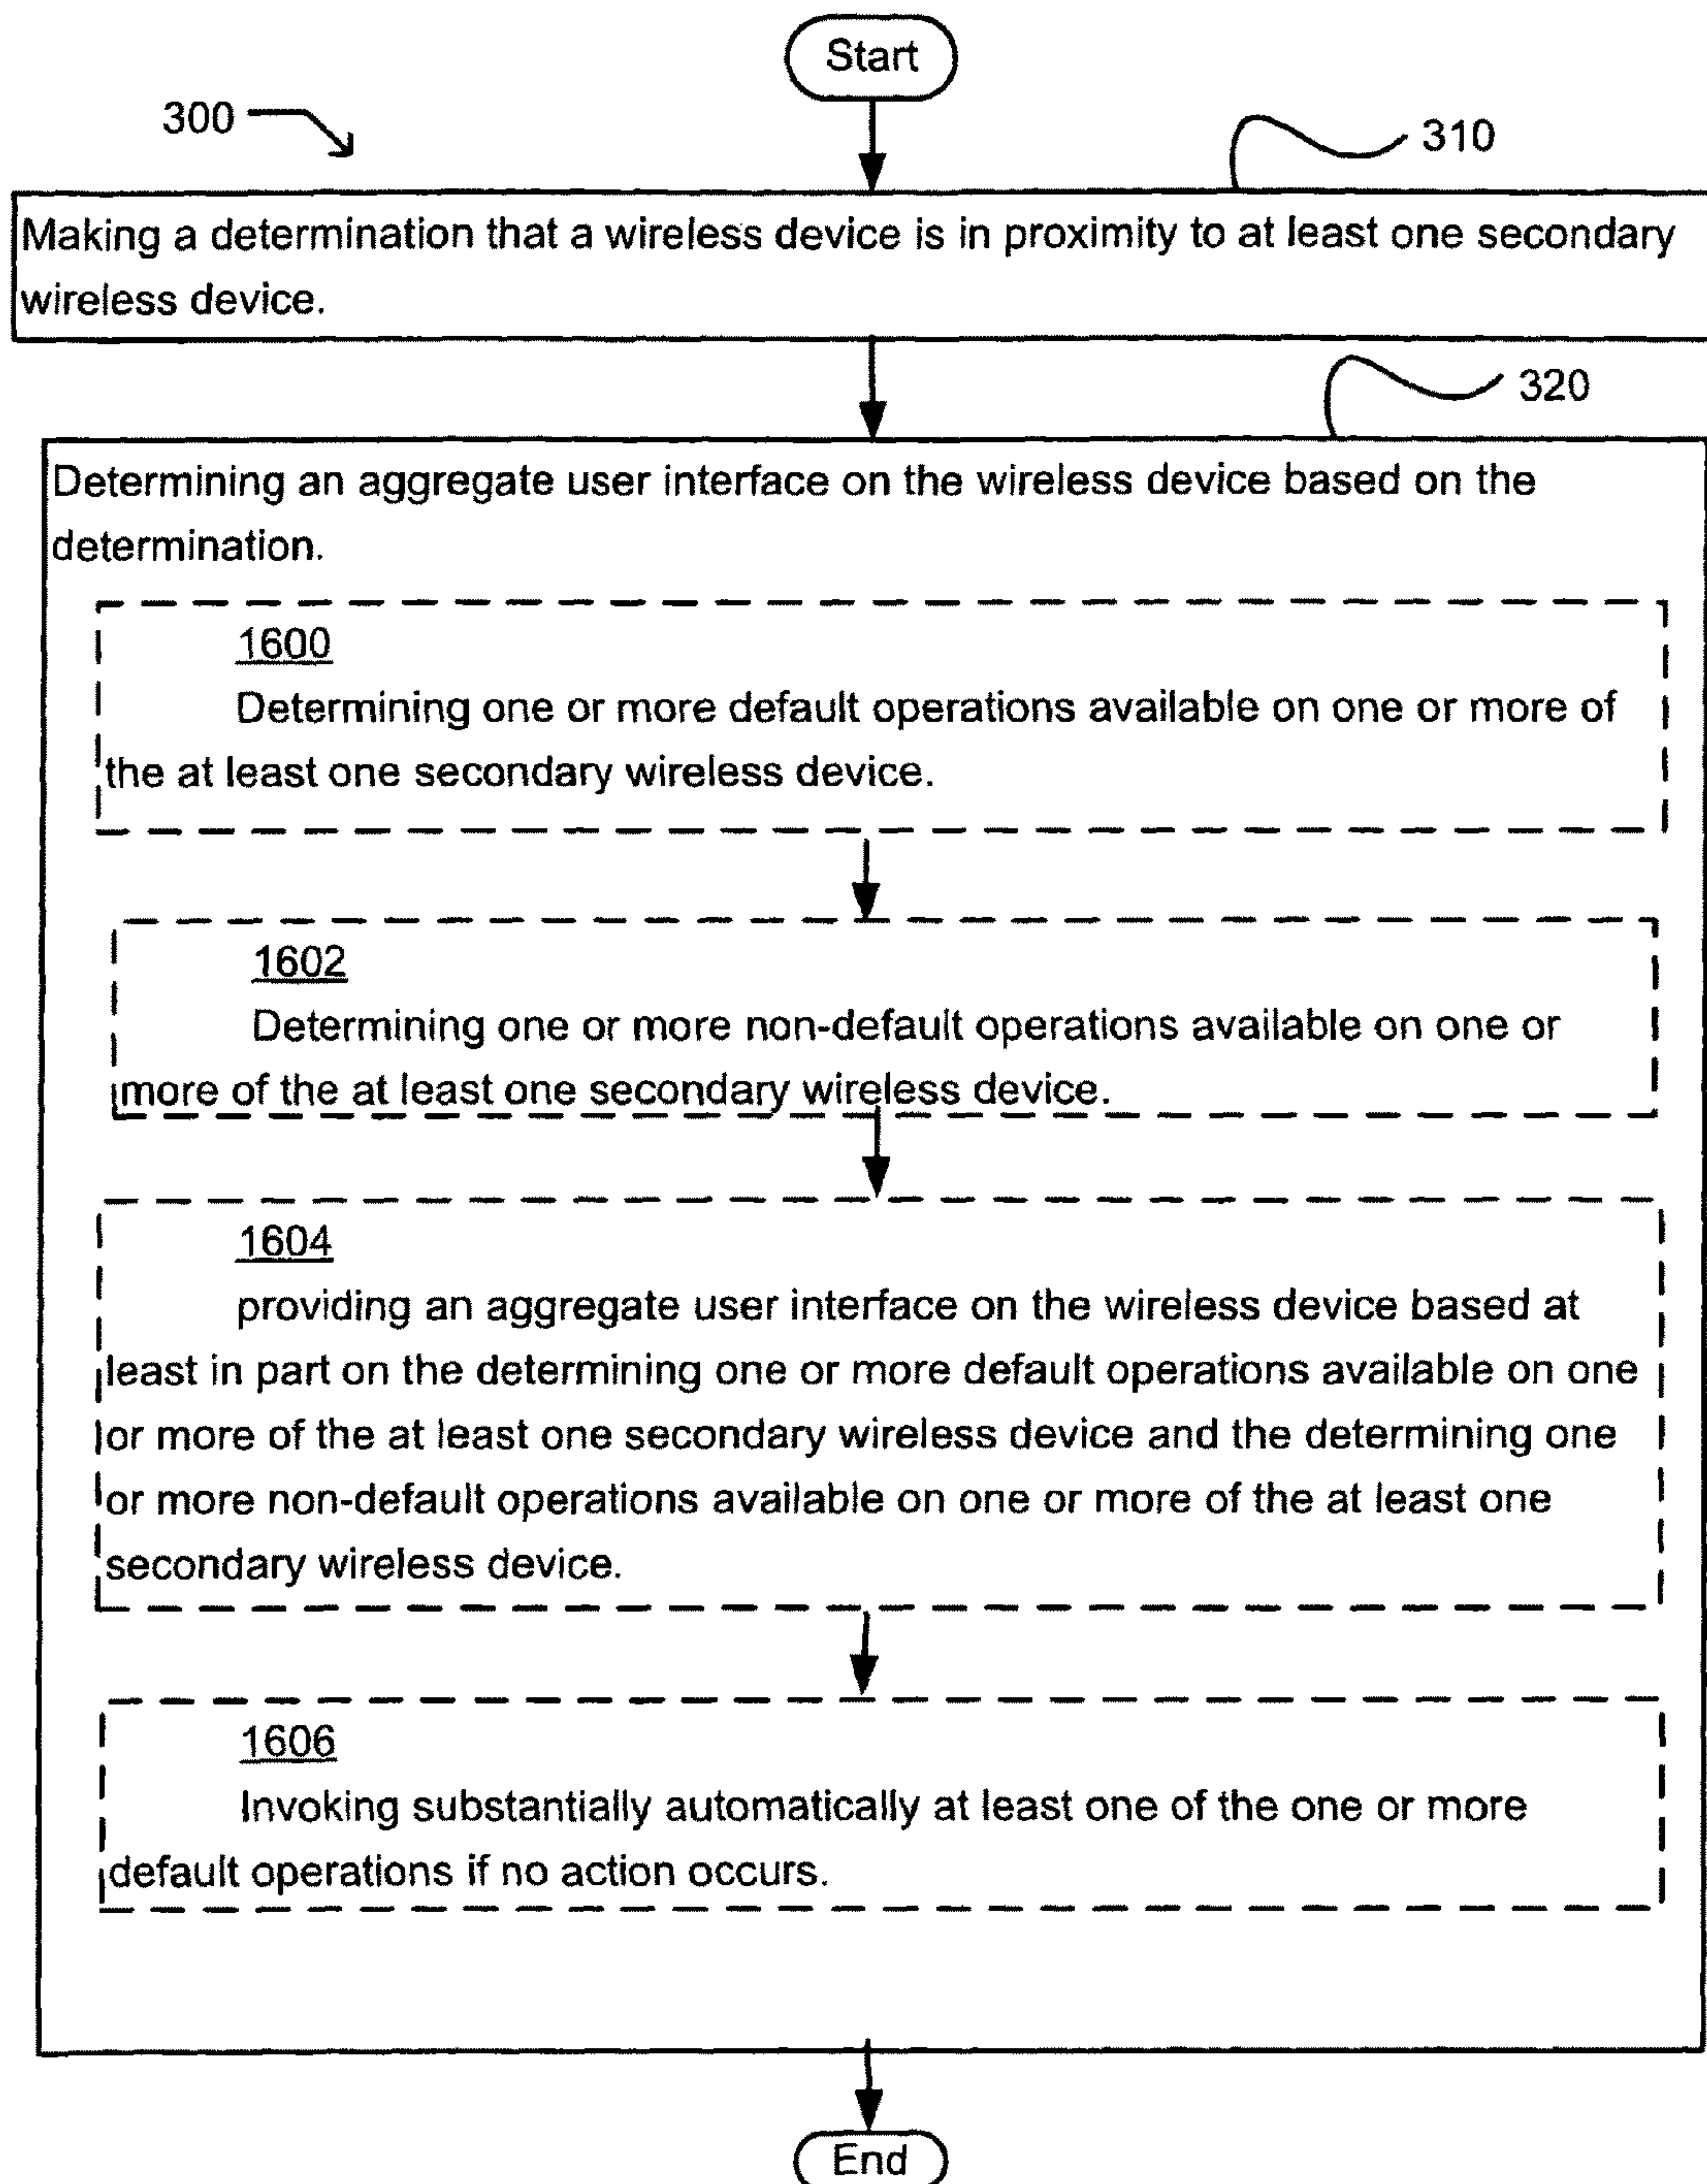 Start
300
310
Making a determination that a wireless device is in proximity to at least one secondary
wireless device.
320
Determining an aggregate user interface on the wireless device based on the
determination.
1600
Determining one or more default operations available on one or more of
the at least one secondary wireless device.
1602
Determining one or more non-default operations available on one or
more of the at least one secondary wireless device.
1604
providing an aggregate user interface on the wireless device based at
least in part on the determining one or more default operations available on one
or more of the at least one secondary wireless device and the determining one
or more non-default operations available on one or more of the at least one
secondary wireless device.
1606
Invoking substantially automatically at least one of the one or more
default operations if no action occurs.
End